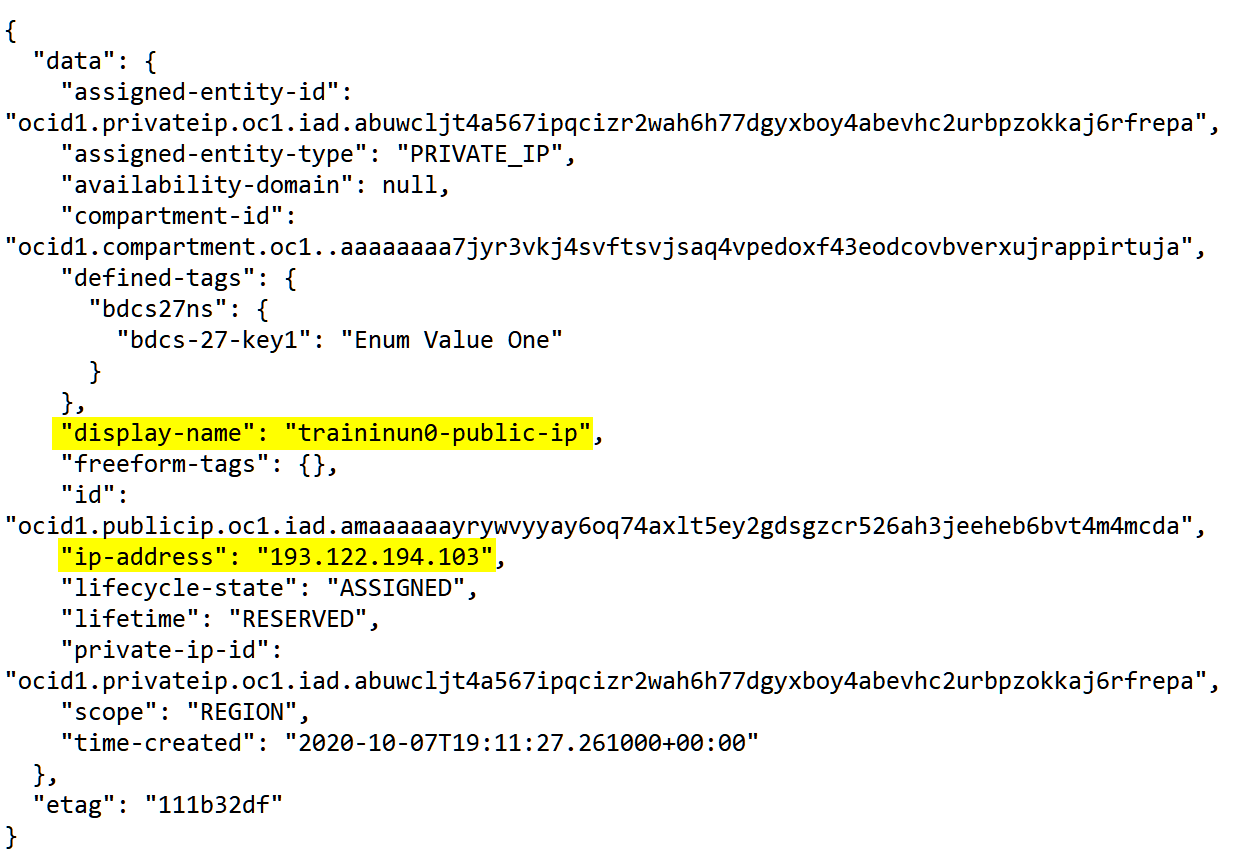 {
  "data": {
    "assigned-entity-id":
"ocid1.privateip.oc1.iad.abuwcljt4a567ipqcizr2wah6h77dgyxboy4abevhc2urbpzokkaj6rfrepa",
    "assigned-entity-type": "PRIVATE_IP",
    "availability-domain": null,
    "compartment-id":
"ocid1.compartment.oc1..aaaaaaaa7jyr3vkj4svftsvjsaq4vpedoxf43eodcovbverxujrappirtuja",
    "defined-tags": {
      "bdcs27ns": {
        "bdcs-27-key1": "Enum Value One"
      }
    },
    "display-name": "traininun0-public-ip",
    "freeform-tags": {},
    "id":
"ocid1.publicip.oc1.iad.amaaaaaayrywvyyay6oq74axlt5ey2gdsgzcr526ah3jeeheb6bvt4m4mcda",
    "ip-address": "193.122.194.103",
    "lifecycle-state": "ASSIGNED",
    "lifetime": "RESERVED",
    "private-ip-id":
"ocid1.privateip.oc1.iad.abuwcljt4a567ipqcizr2wah6h77dgyxboy4abevhc2urbpzokkaj6rfrepa",
    "scope": "REGION",
    "time-created": "2020-10-07T19:11:27.261000+00:00"
  },
  "etag": "111b32df"
}